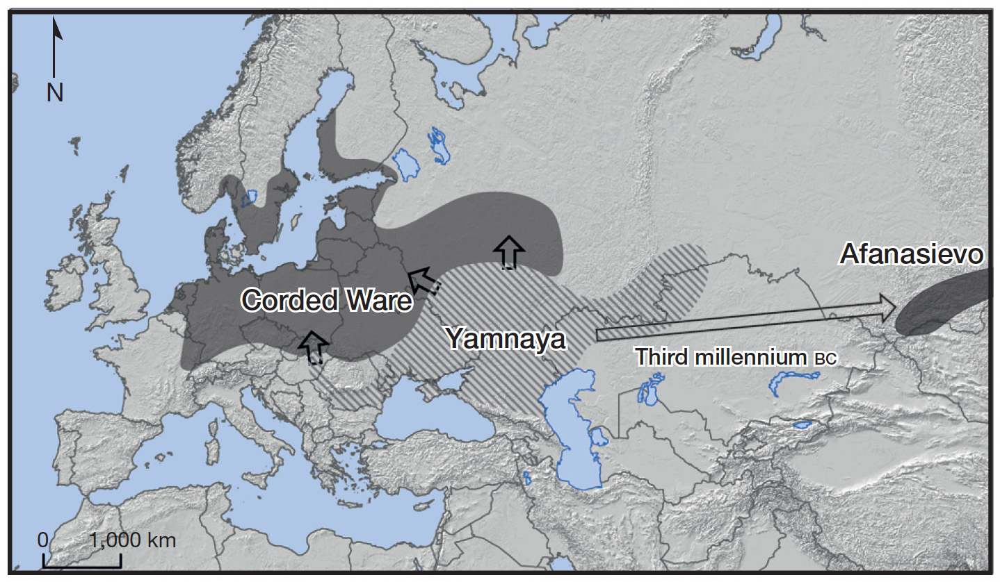 N
Afanasievo
Corded Ware
Yamnaya
Third millennium BC
0 1,000 km